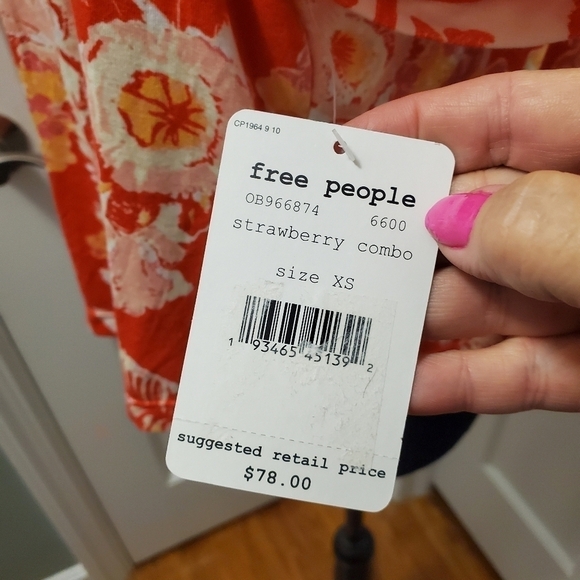 CP1964 9 10
free people
OB966874 6600
strawberry combo
size XS
1 93465 45139 2
suggested retail price
$78.00